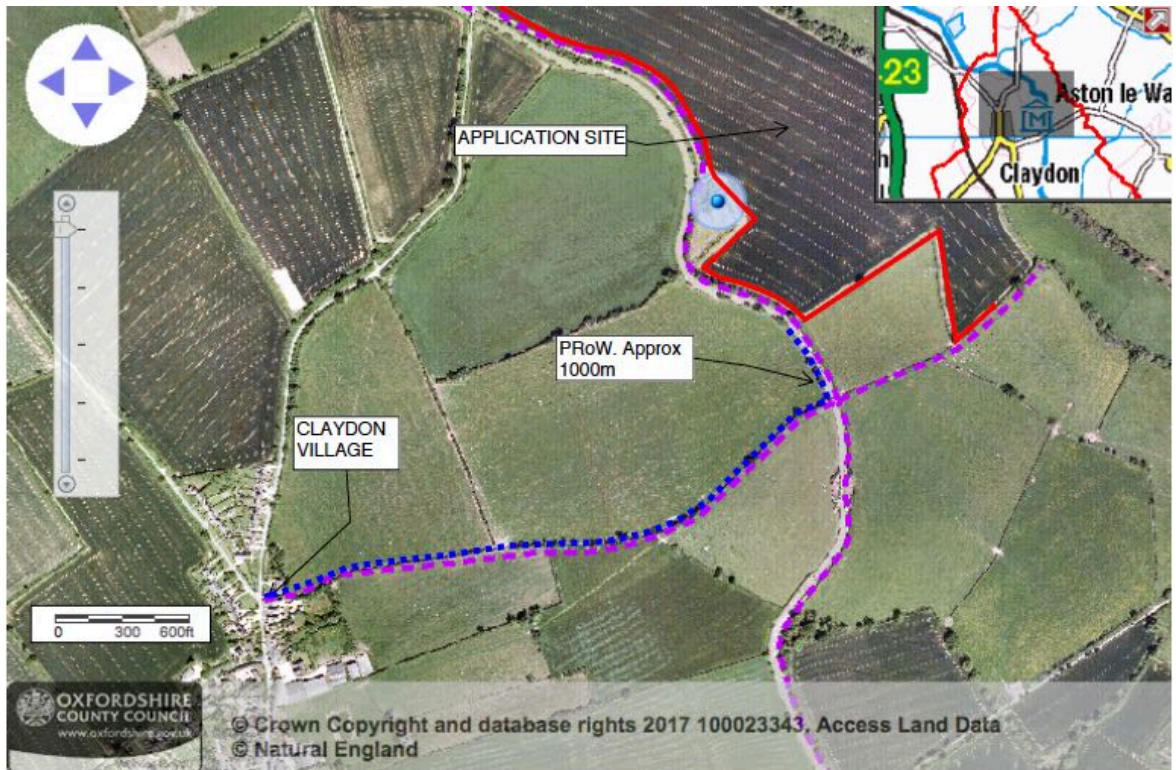 APPLICATION SITE
23
Aston le Wa
M
Claydon
PRoW. Approx
1000m
CLAYDON
VILLAGE
0 300 600ft
OXFORDSHIRE
COUNTY COUNCIL
www.oxfordshire.gov.uk
© Crown Copyright and database rights 2017 100023343. Access Land Data
© Natural England